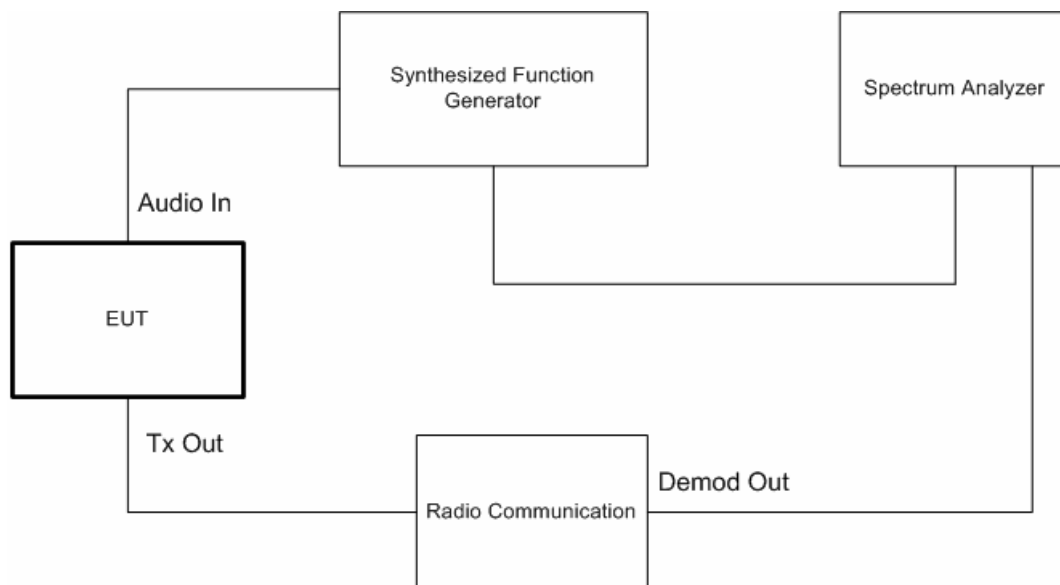 Synthesized Function
Generator
Spectrum Analyzer
Audio In
EUT
Tx Out
Demod Out
Radio Communication